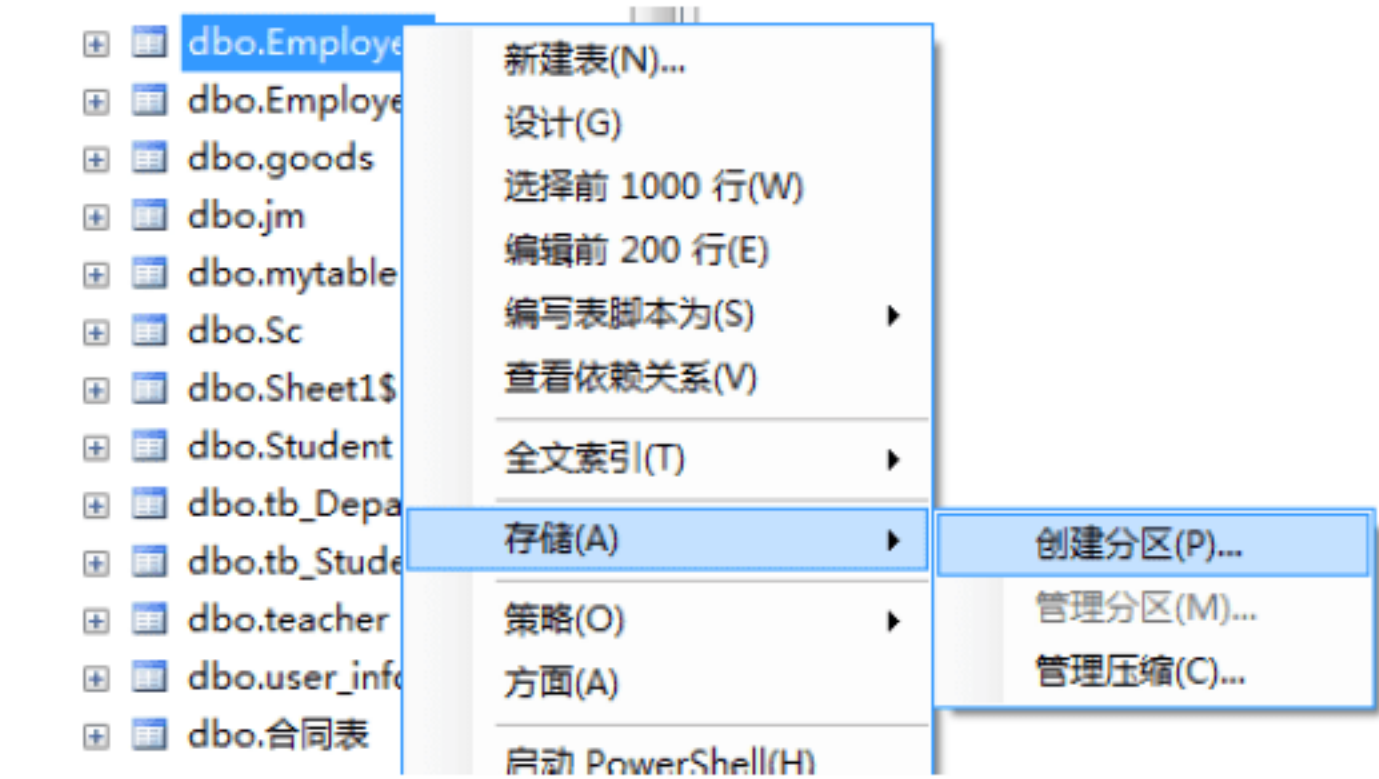 dbo.Employe
dbo.Employe
dbo.goods
dbo.jm
dbo.mytable
dbo.Sc
dbo.Sheet1$
dbo.Student
dbo.tb_Depa
dbo.tb_Stude
dbo.teacher
dbo.user_info
dbo.合同表
新建表(N)...
设计(G)
选择前 1000 行(W)
编辑前 200 行(E)
编写表脚本为(S)
查看依赖关系(V)
全文索引(T)
存储(A)
策略(O)
方面(A)
启动 PowerShell(H)
创建分区(P)...
管理分区(M)...
管理压缩(C)...